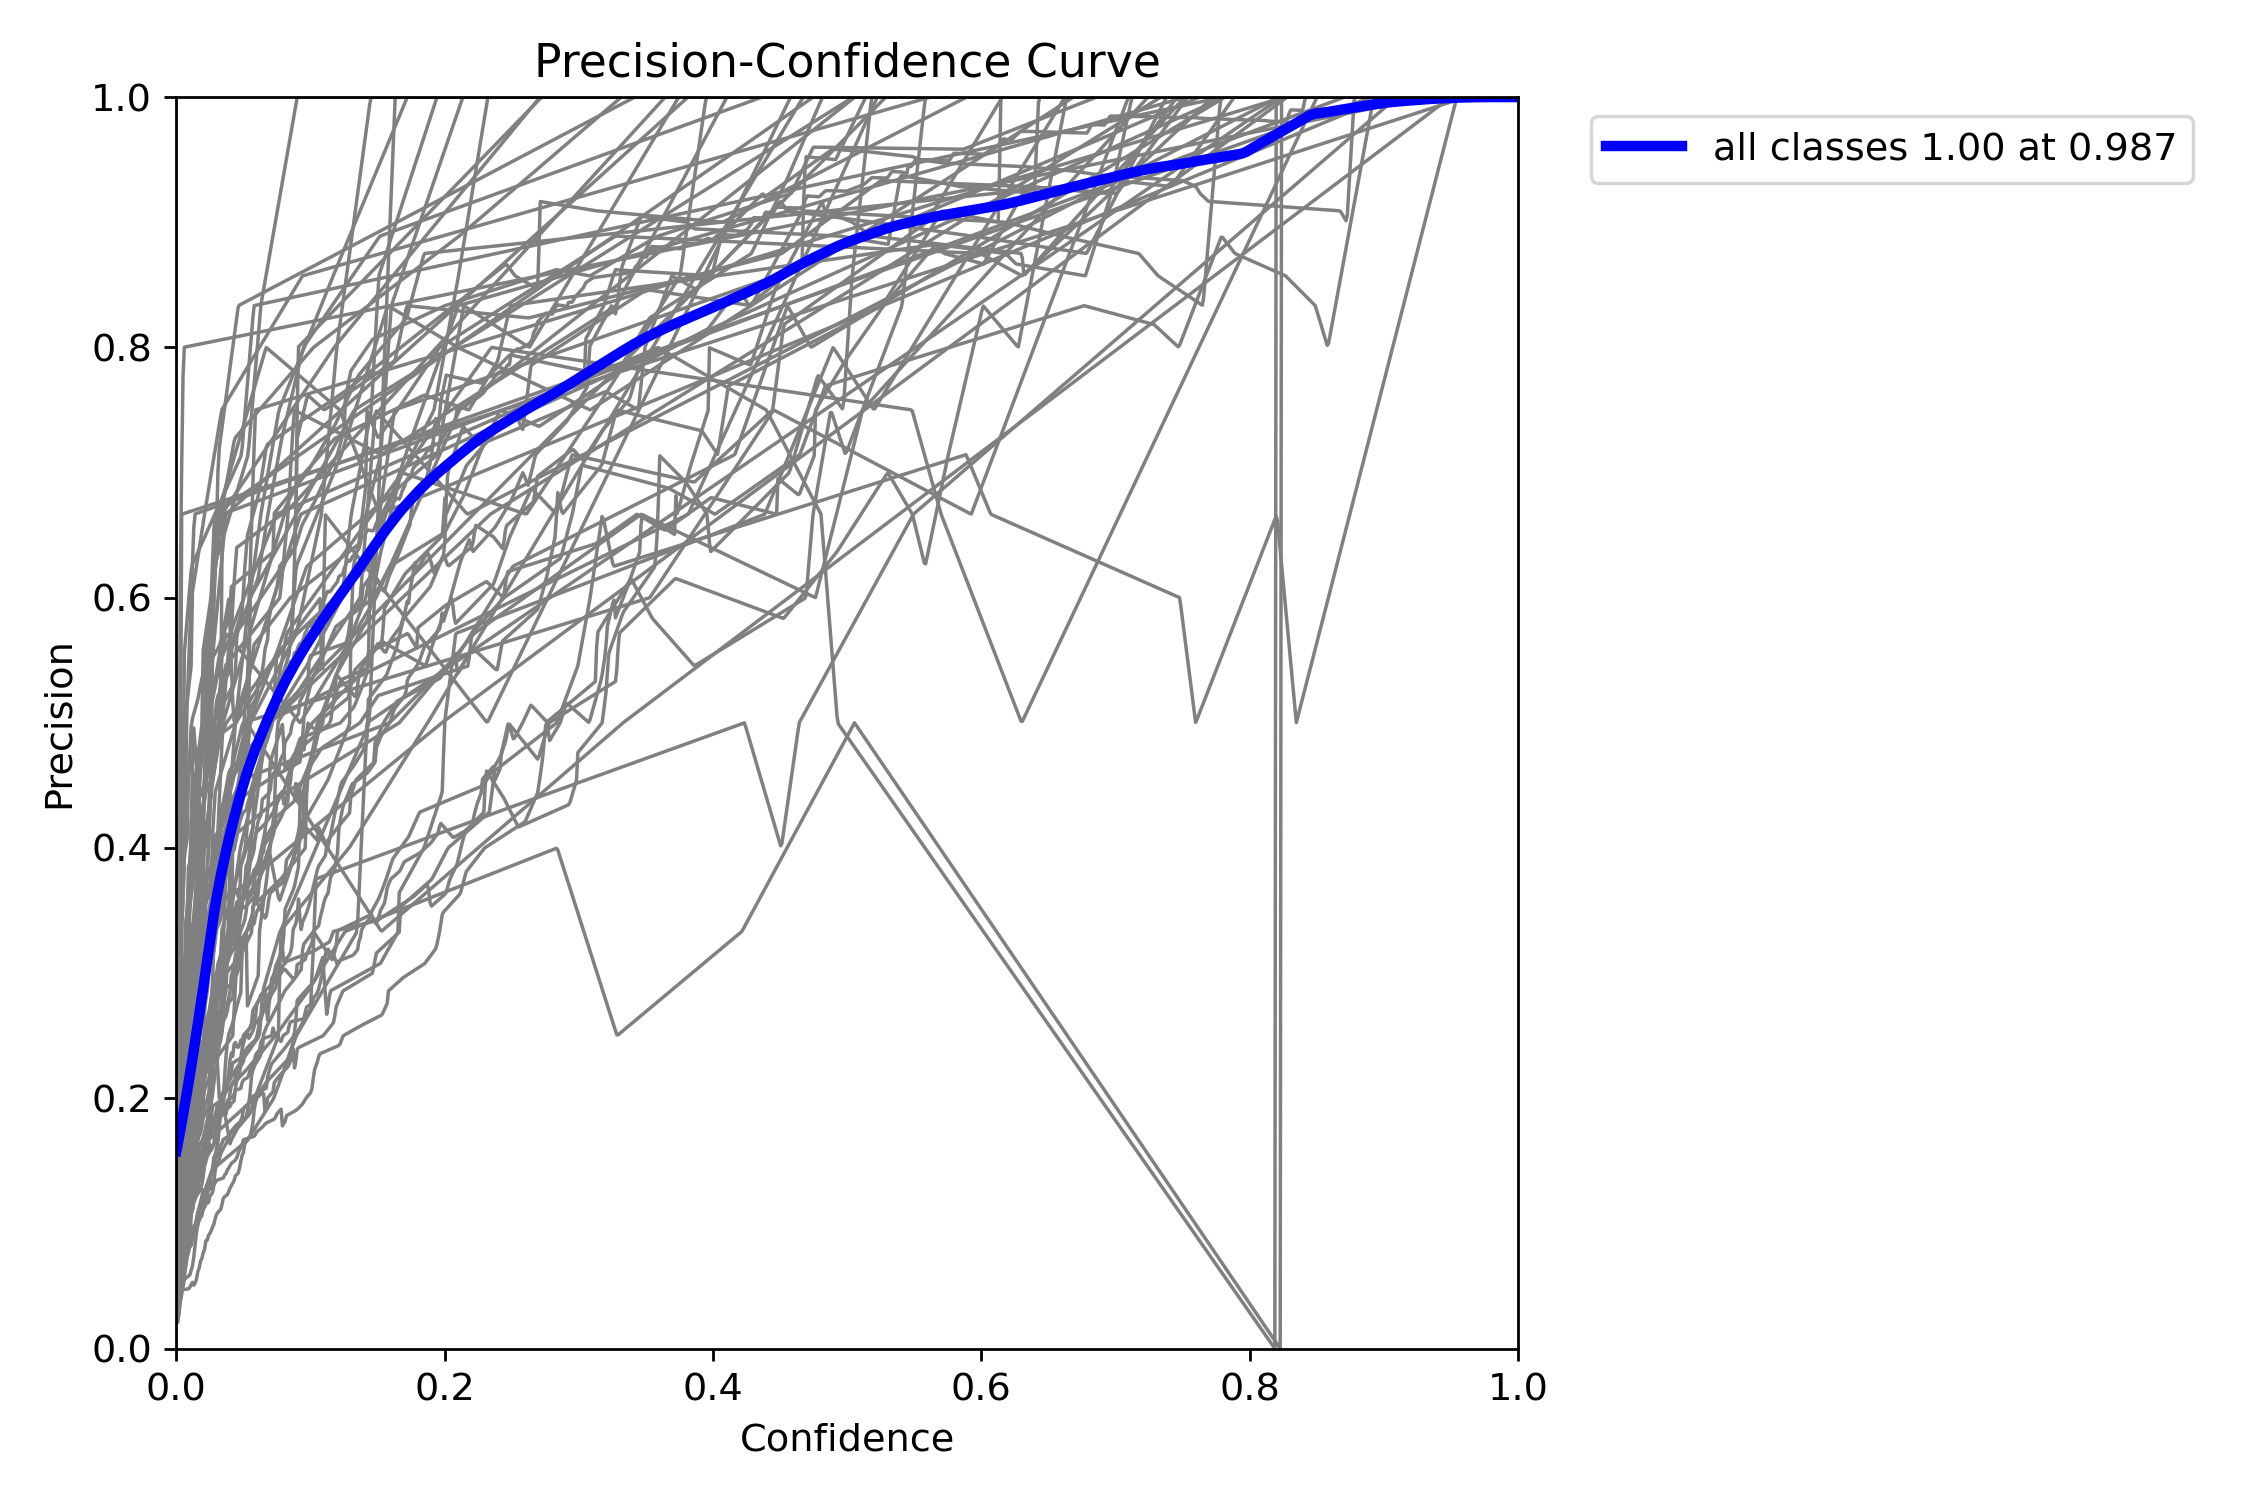 Precision-Confidence Curve
1.0
0.8
0.6
0.4
0.2
0.0
Precision
0.0 0.2 0.4 0.6 0.8 1.0
Confidence
all classes 1.00 at 0.987